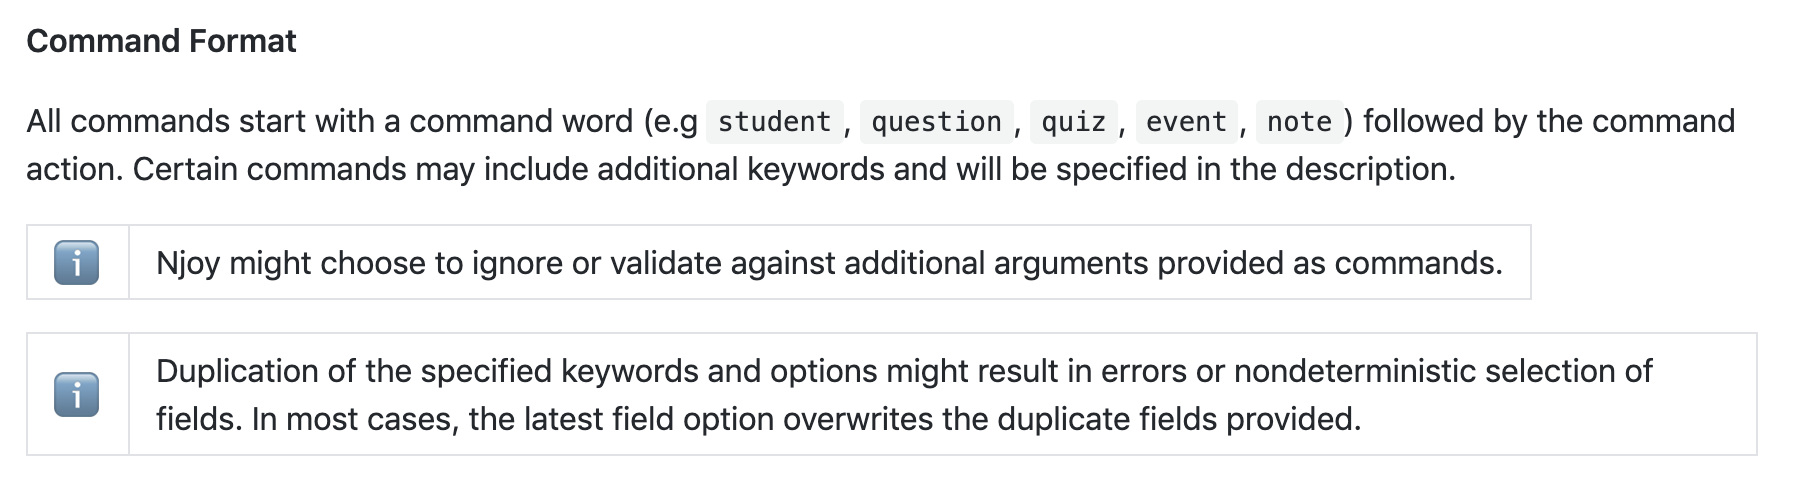 Command Format
All commands start with a command word (e.g student, question, quiz, event, note) followed by the command
action. Certain commands may include additional keywords and will be specified in the description.
Njoy might choose to ignore or validate against additional arguments provided as commands.
Duplication of the specified keywords and options might result in errors or nondeterministic selection of
fields. In most cases, the latest field option overwrites the duplicate fields provided.